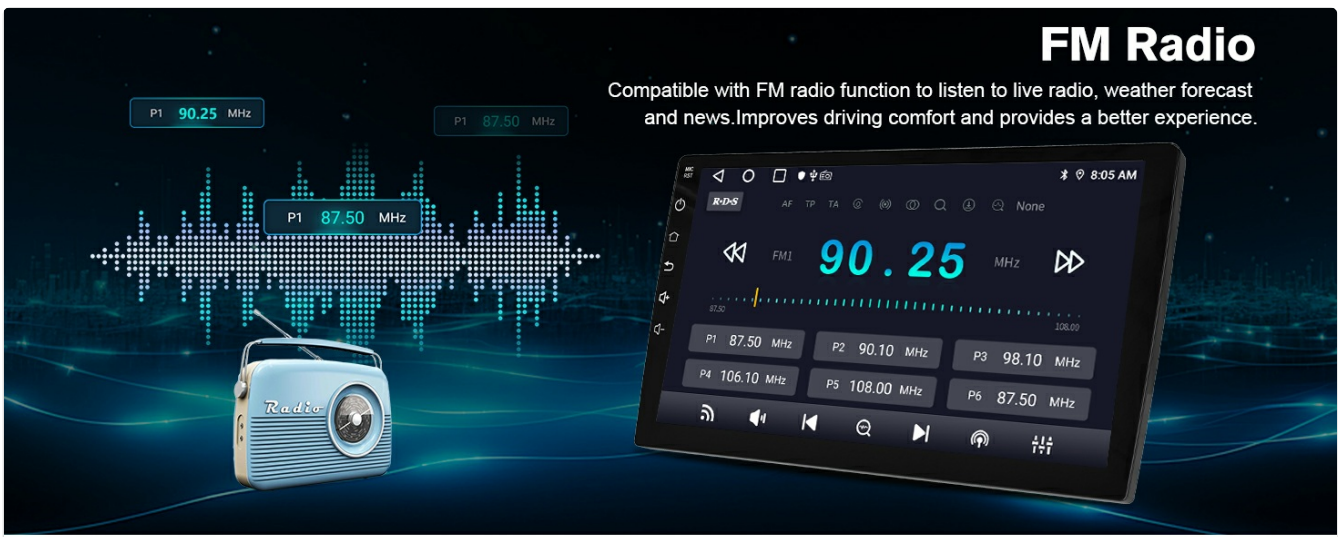 FM Radio
Compatible with FM radio function to listen to live radio, weather forecast
and news.Improves driving comfort and provides a better experience.
P1 90.25 MHz
P1 87.50 MHz
P1 87.50 MHz
Radio
MIC
RST
8:05 AM
R·D·S AF TP TA None
FM1 90.25 MHz
87.50 108.00
P1 87.50 MHz P2 90.10 MHz P3 98.10 MHz
P4 106.10 MHz P5 108.00 MHz P6 87.50 MHz